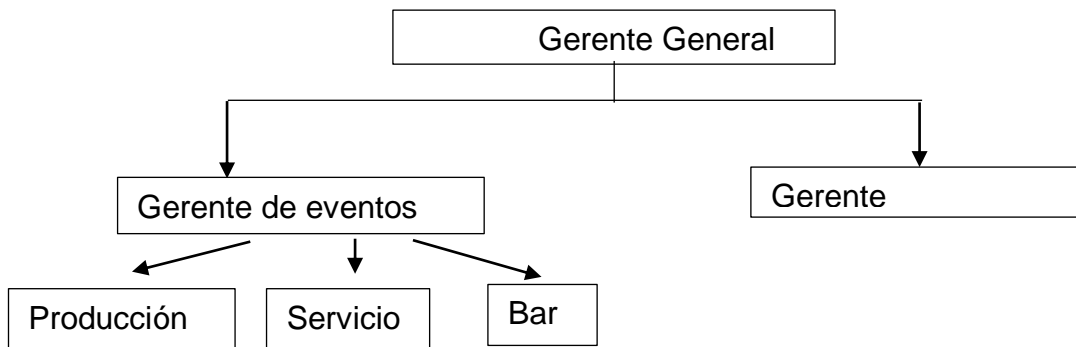 Gerente General
Gerente de eventos
Gerente
Producción
Servicio
Bar